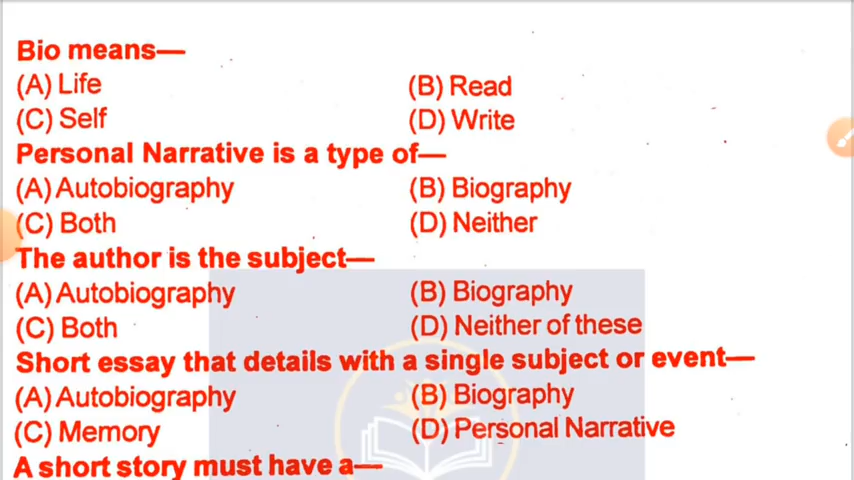 Bio means—
(A) Life (B) Read
(C) Self (D) Write
Personal Narrative is a type of—
(A) Autobiography (B) Biography
(C) Both (D) Neither
The author is the subject—
(A) Autobiography (B) Biography
(C) Both (D) Neither of these
Short essay that details with a single subject or event—
(A) Autobiography (B) Biography
(C) Memory (D) Personal Narrative
A short story must have a—